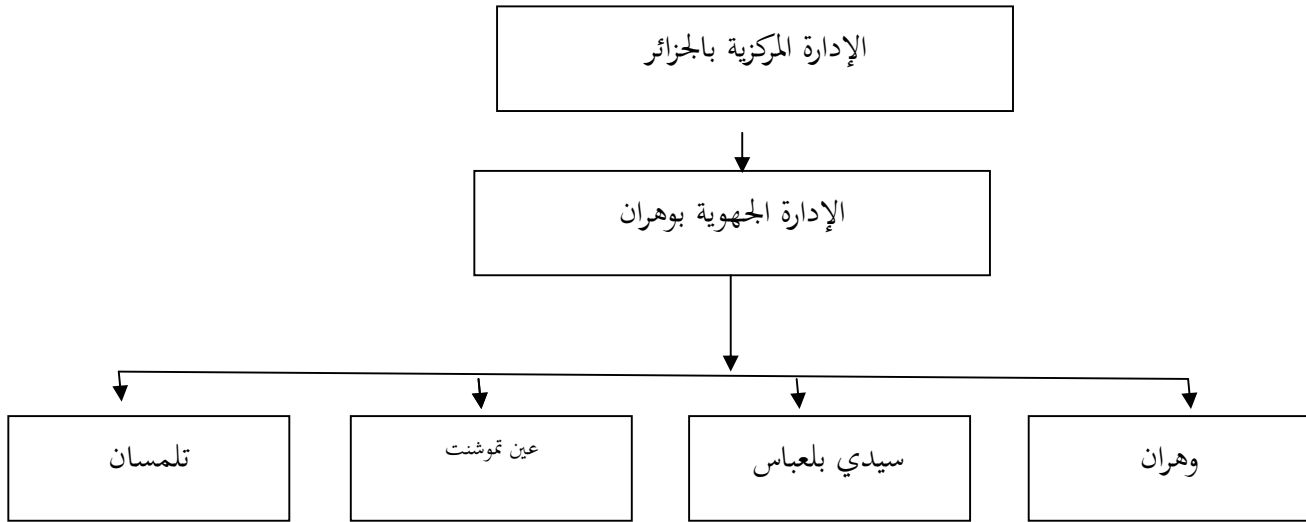 الإدارة المركزية بالجزائر
الإدارة الجهوية بوهران
وهران
سيدي بلعباس
عين تموشنت
تلمسان